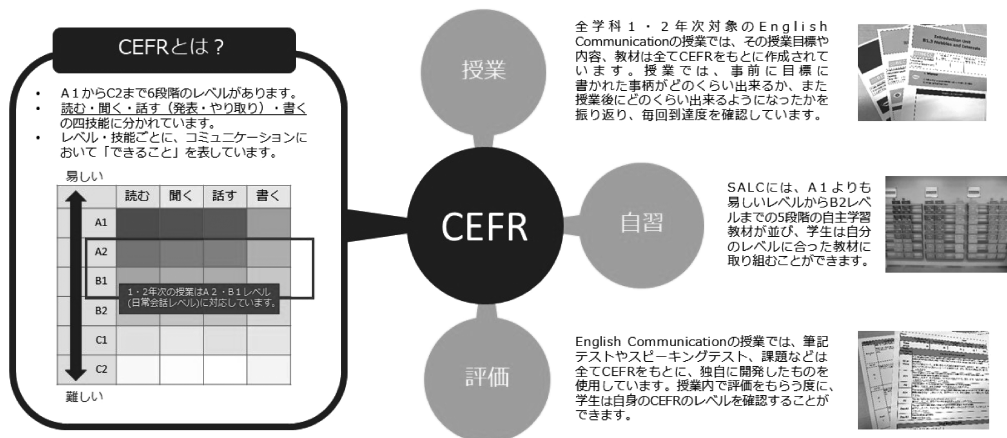 CEFRとは？
• A１からC2まで6段階のレベルがあります。
• 読む・聞く・話す（発表・やり取り）・書く
の四技能に分かれています。
• レベル・技能ごとに、コミュニケーションに
おいて「できること」を表しています。
易しい
読む 聞く 話す 書く
A1
A2
B1
1・2年次の授業はA２・B１レベル
(日常会話レベル)に対応しています。
B2
C1
C2
難しい
CEFR
授業
全学科１・２年次対象のEnglish
Communicationの授業では、その授業目標や
内容、教材は全てCEFRをもとに作成されて
います。授業では、事前に目標に
書かれた事柄がどのくらい出来るか、また
授業後にどのくらい出来るようになったかを
振り返り、毎回到達度を確認しています。
自習
SALCには、A１よりも
易しいレベルからB2レ
ベルまでの5段階の自主学習
教材が並び、学生は自分
のレベルに合った教材に
取り組むことができます。
評価
English Communicationの授業では、筆記
テストやスピーキングテスト、課題などは
全てCEFRをもとに、独自に開発したものを
使用しています。授業内で評価をもらう度に、
学生は自身のCEFRのレベルを確認することが
できます。